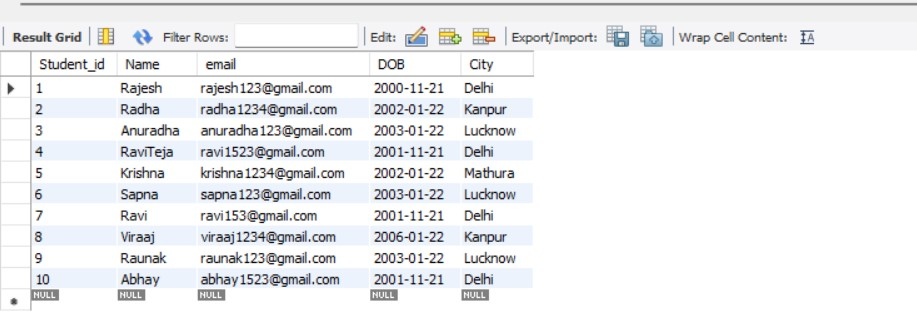 Result Grid Filter Rows: Edit: Export/Import: Wrap Cell Content: IA
Student_id Name email DOB City
1 Rajesh rajesh123@gmail.com 2000-11-21 Delhi
2 Radha radha1234@gmail.com 2002-01-22 Kanpur
3 Anuradha anuradha123@gmail.com 2003-01-22 Lucknow
4 RaviTeja ravi1523@gmail.com 2001-11-21 Delhi
5 Krishna krishna1234@gmail.com 2002-01-22 Mathura
6 Sapna sapna123@gmail.com 2003-01-22 Lucknow
7 Ravi ravi153@gmail.com 2001-11-21 Delhi
8 Viraaj viraaj1234@gmail.com 2006-01-22 Kanpur
9 Raunak raunak123@gmail.com 2003-01-22 Lucknow
10 Abhay abhay1523@gmail.com 2001-11-21 Delhi
NULL NULL NULL NULL NULL